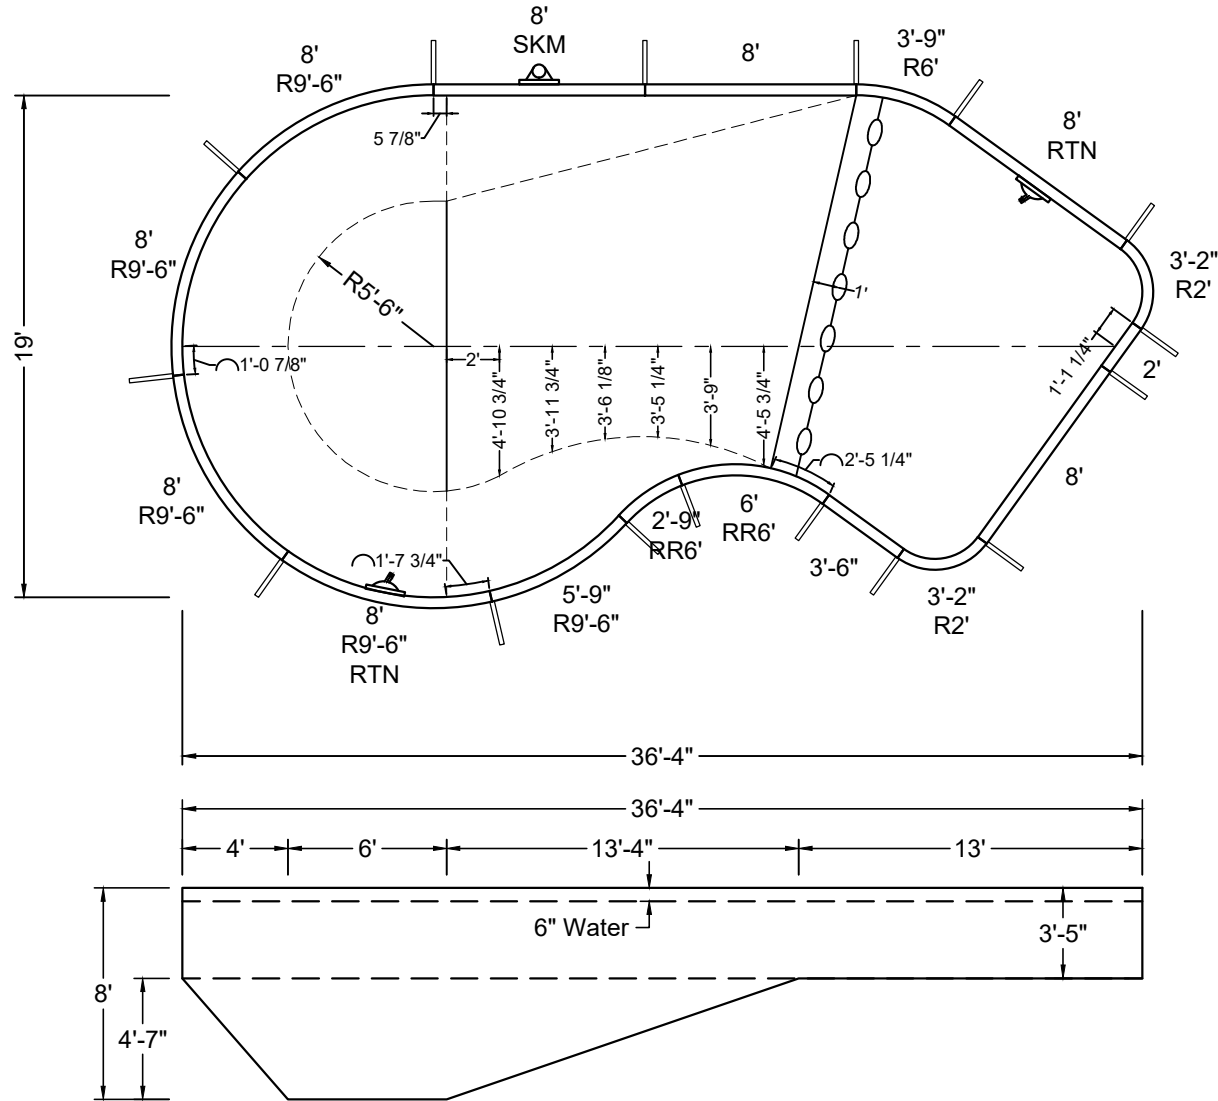 8'
SKM
8'
R9'-6"
8'
3'-9"
R6'
8'
RTN
5 7/8"
8'
R9'-6"
R5'-6"
3'-2"
R2'
19'
1'
1'-0 7/8"
2'
4'-10 3/4"
3'-11 3/4"
3'-6 1/8"
3'-5 1/4"
3'-9"
4'-5 3/4"
1'-1 1/4"
2'
8'
R9'-6"
2'-5 1/4"
8'
2'-9"
RR6'
6'
RR6'
1'-7 3/4"
3'-6"
5'-9"
R9'-6"
3'-2"
R2'
8'
R9'-6"
RTN
36'-4"
36'-4"
4'
6'
13'-4"
13'
6" Water
3'-5"
8'
4'-7"